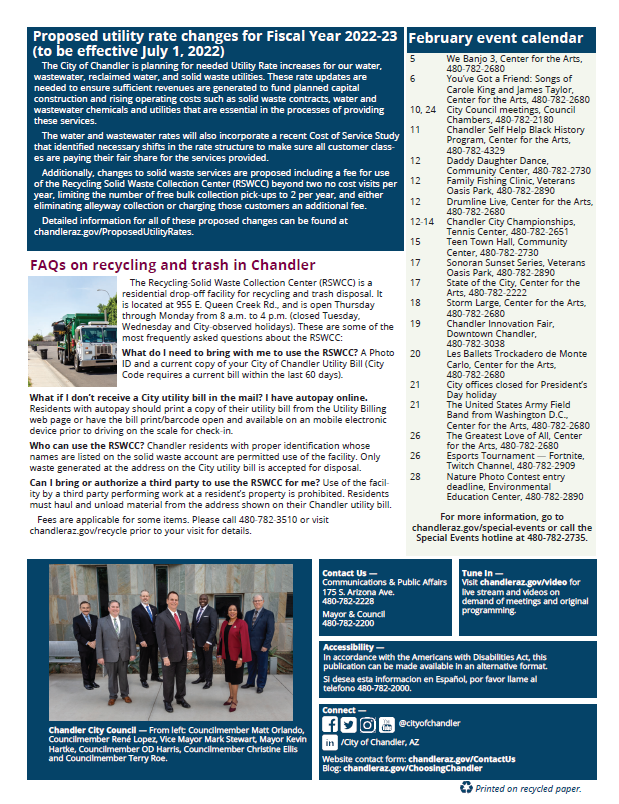 Proposed utility rate changes for Fiscal Year 2022-23
(to be effective July 1, 2022)
The City of Chandler is planning for needed Utility Rate increases for our water,
wastewater, reclaimed water, and solid waste utilities. These rate updates are
needed to ensure sufficient revenues are generated to fund planned capital
construction and rising operating costs such as solid waste contracts, water and
wastewater chemicals and utilities that are essential in the processes of providing
these services.
The water and wastewater rates will also incorporate a recent Cost of Service Study
that identified necessary shifts in the rate structure to make sure all customer class-
es are paying their fair share for the services provided.
Additionally, changes to solid waste services are proposed including a fee for use
of the Recycling Solid Waste Collection Center (RSWCC) beyond two no cost visits per
year, limiting the number of free bulk collection pick-ups to 2 per year, and either
eliminating alleyway collection or charging those customers an additional fee.
Detailed information for all of these proposed changes can be found at
chandleraz.gov/ProposedUtilityRates.
FAQs on recycling and trash in Chandler
The Recycling-Solid Waste Collection Center (RSWCC) is a
residential drop-off facility for recycling and trash disposal. It
is located at 955 E. Queen Creek Rd., and is open Thursday
through Monday from 8 a.m. to 4 p.m. (closed Tuesday,
Wednesday and City-observed holidays). These are some of the
most frequently asked questions about the RSWCC:
What do I need to bring with me to use the RSWCC? A Photo
ID and a current copy of your City of Chandler Utility Bill (City
Code requires a current bill within the last 60 days).
What if I don't receive a City utility bill in the mail? I have autopay online.
Residents with autopay should print a copy of their utility bill from the Utility Billing
web page or have the bill print/barcode open and available on an mobile electronic
device prior to driving on the scale for check-in.
Who can use the RSWCC? Chandler residents with proper identification whose
names are listed on the solid waste account are permitted use of the facility. Only
waste generated at the address on the City utility bill is accepted for disposal.
Can I bring or authorize a third party to use the RSWCC for me? Use of the facil-
ity by a third party performing work at a resident's property is prohibited. Residents
must haul and unload material from the address shown on their Chandler utility bill.
Fees are applicable for some items. Please call 480-782-3510 or visit
chandleraz.gov/recycle prior to your visit for details.
February event calendar
5 We Banjo 3, Center for the Arts,
480-782-2680
6 You've Got a Friend: Songs of
Carole King and James Taylor,
Center for the Arts, 480-782-2680
10, 24 City Council meetings, Council
Chambers, 480-782-2180
11 Chandler Self Help Black History
Program, Center for the Arts,
480-782-4329
12 Daddy Daughter Dance,
Community Center, 480-782-2730
12 Family Fishing Clinic, Veterans
Oasis Park, 480-782-2890
12 Drumline Live, Center for the Arts,
480-782-2680
12-14 Chandler City Championships,
Tennis Center, 480-782-2651
15 Teen Town Hall, Community
Center, 480-782-2730
17 Sonoran Sunset Series, Veterans
Oasis Park, 480-782-2890
17 State of the City, Center for the
Arts, 480-782-2222
18 Storm Large, Center for the Arts,
480-782-2680
19 Chandler Innovation Fair,
Downtown Chandler,
480-782-3038
20 Les Ballets Trockadero de Monte
Carlo, Center for the Arts,
480-782-2680
21 City offices closed for President's
Day holiday
21 The United States Army Field
Band from Washington D.C.,
Center for the Arts, 480-782-2680
26 The Greatest Love of All, Center
for the Arts, 480-782-2680
26 Esports Tournament — Fortnite,
Twitch Channel, 480-782-2909
28 Nature Photo Contest entry
deadline, Environmental
Education Center, 480-782-2890
For more information, go to
chandleraz.gov/special-events or call the
Special Events hotline at 480-782-2735.
Chandler City Council — From left: Councilmember Matt Orlando,
Councilmember René Lopez, Vice Mayor Mark Stewart, Mayor Kevin
Hartke, Councilmember OD Harris, Councilmember Christine Ellis
and Councilmember Terry Roe.
Contact Us —
Communications & Public Affairs
175 S. Arizona Ave.
480-782-2228
Mayor & Council
480-782-2200
Tune In —
Visit chandleraz.gov/video for
live stream and videos on
demand of meetings and original
programming.
Accessibility —
In accordance with the Americans with Disabilities Act, this
publication can be made available in an alternative format.
Si desea esta informacion en Español, por favor llame al
telefono 480-782-2000.
Connect —
@cityofchandler
in /City of Chandler, AZ
Website contact form: chandleraz.gov/ContactUs
Blog: chandleraz.gov/ChoosingChandler
Printed on recycled paper.